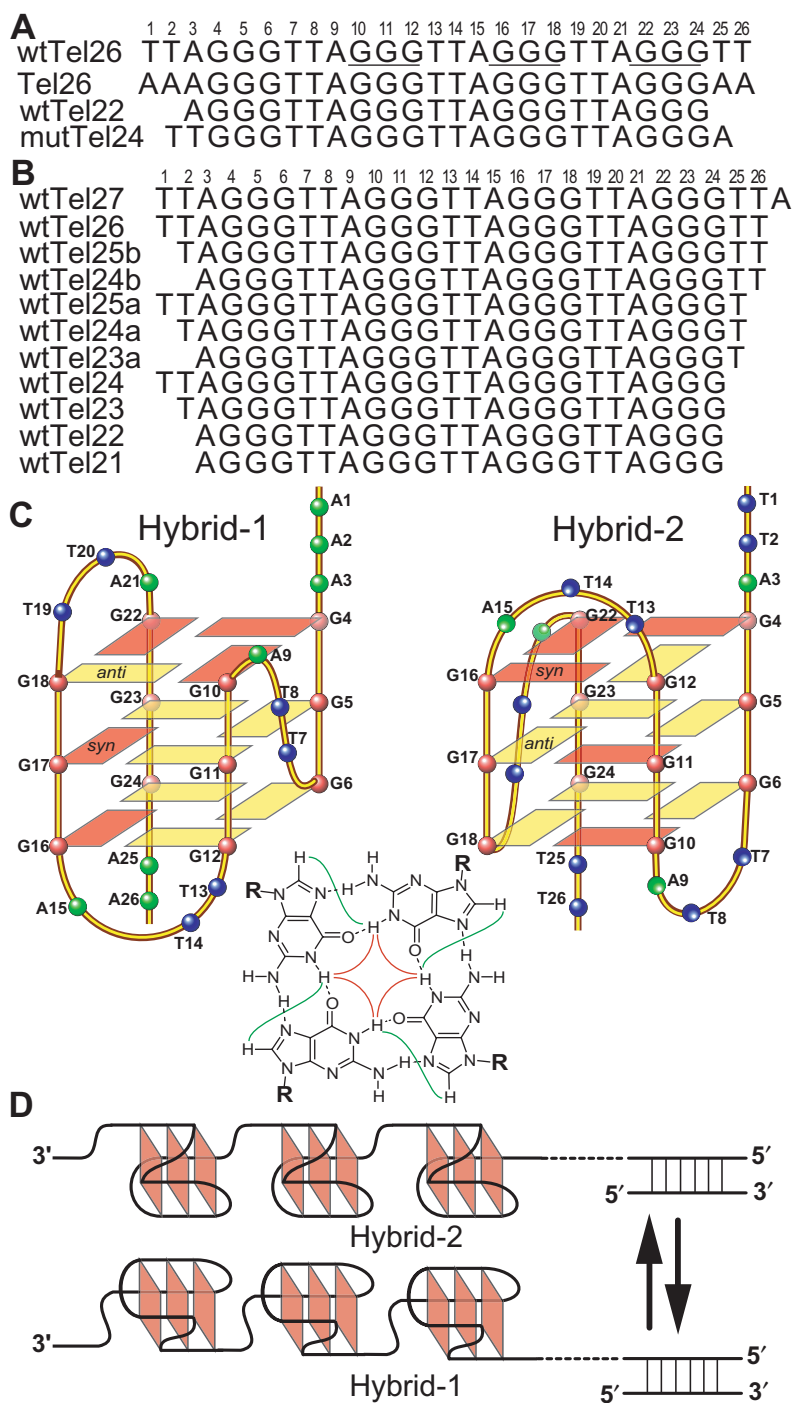 A
1 2 3 4 5 6 7 8 9 10 11 12 13 14 15 16 17 18 19 20 21 22 23 24 25 26
wtTel26 TTAGGGTTAGGGTTAGGGTTAGGGTT
Tel26 AAAGGGTTAGGGTTAGGGTTAGGGAA
wtTel22 AGGGTTAGGGTTAGGGTTAGGG
mutTel24 TTGGGTTAGGGTTAGGGTTAGGGA
B
1 2 3 4 5 6 7 8 9 10 11 12 13 14 15 16 17 18 19 20 21 22 23 24 25 26
wtTel27 TTAGGGTTAGGGTTAGGGTTAGGGTTA
wtTel26 TTAGGGTTAGGGTTAGGGTTAGGGTT
wtTel25b TAGGGTTAGGGTTAGGGTTAGGGTT
wtTel24b AGGGTTAGGGTTAGGGTTAGGGTT
wtTel25a TTAGGGTTAGGGTTAGGGTTAGGGT
wtTel24a TAGGGTTAGGGTTAGGGTTAGGGT
wtTel23a AGGGTTAGGGTTAGGGTTAGGGT
wtTel24 TTAGGGTTAGGGTTAGGGTTAGGG
wtTel23 TAGGGTTAGGGTTAGGGTTAGGG
wtTel22 AGGGTTAGGGTTAGGGTTAGGG
wtTel21 AGGGTTAGGGTTAGGGTTAGGG
C
Hybrid-1
A1
A2
A3
T20
A21
T19
G22
G4
A9
G18
anti
G10
G23
T8
G5
T7
G17
syn
G11
G24
G6
G16
G12
A25
T13
A15
A26
T14
Hybrid-2
T1
T2
A3
T14
A15
G22
T13
G4
G16
syn
G12
G23
G5
G17
anti
G11
G24
G6
G18
G10
T25
T7
A9
T26
T8
H
H
R
R
N
N
H
N
H
N
N
N
H
N
N
O
H
O
N
H
N
H
H
H
H
N
H
N
H
N
H
O
H
O
N
N
N
H
N
N
N
H
N
N
R
R
N
H
H
D
3'
5′
5′
3′
Hybrid-2
3'
5′
Hybrid-1
5′
3′